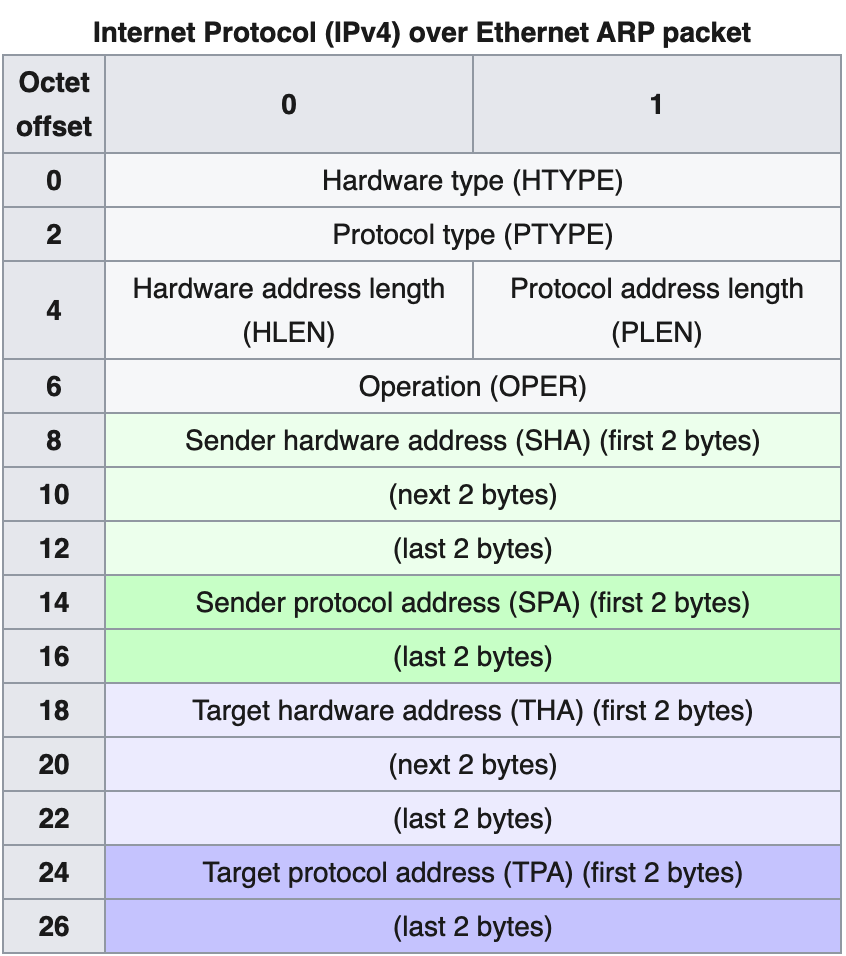 Internet Protocol (IPv4) over Ethernet ARP packet
Octet
offset
0
1
0
Hardware type (HTYPE)
2
Protocol type (PTYPE)
4
Hardware address length
(HLEN)
Protocol address length
(PLEN)
6
Operation (OPER)
8
Sender hardware address (SHA) (first 2 bytes)
10
(next 2 bytes)
12
(last 2 bytes)
14
Sender protocol address (SPA) (first 2 bytes)
16
(last 2 bytes)
18
Target hardware address (THA) (first 2 bytes)
20
(next 2 bytes)
22
(last 2 bytes)
24
Target protocol address (TPA) (first 2 bytes)
26
(last 2 bytes)